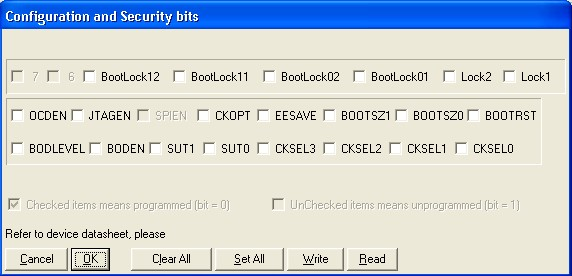 Configuration and Security bits
7 6 BootLock12 BootLock11 BootLock02 BootLock01 Lock2 Lock1
OCDEN JTAGEN SPIEN CKOPT EESAVE BOOTSZ1 BOOTSZ0 BOOTRST
BODLEVEL BODEN SUT1 SUT0 CKSEL3 CKSEL2 CKSEL1 CKSEL0
Checked items means programmed (bit = 0) UnChecked items means unprogrammed (bit = 1)
Refer to device datasheet, please
Cancel OK Clear All Set All Write Read